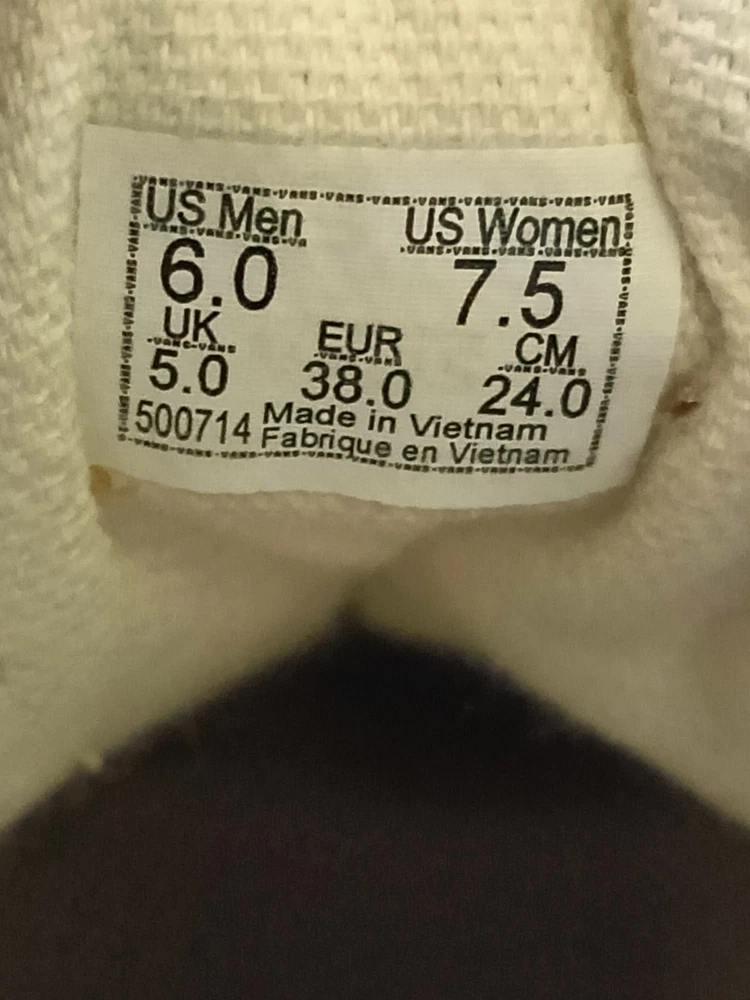 US Men US Women
6.0 7.5
UK EUR CM
5.0 38.0 24.0
500714 Made in Vietnam
Fabrique en Vietnam